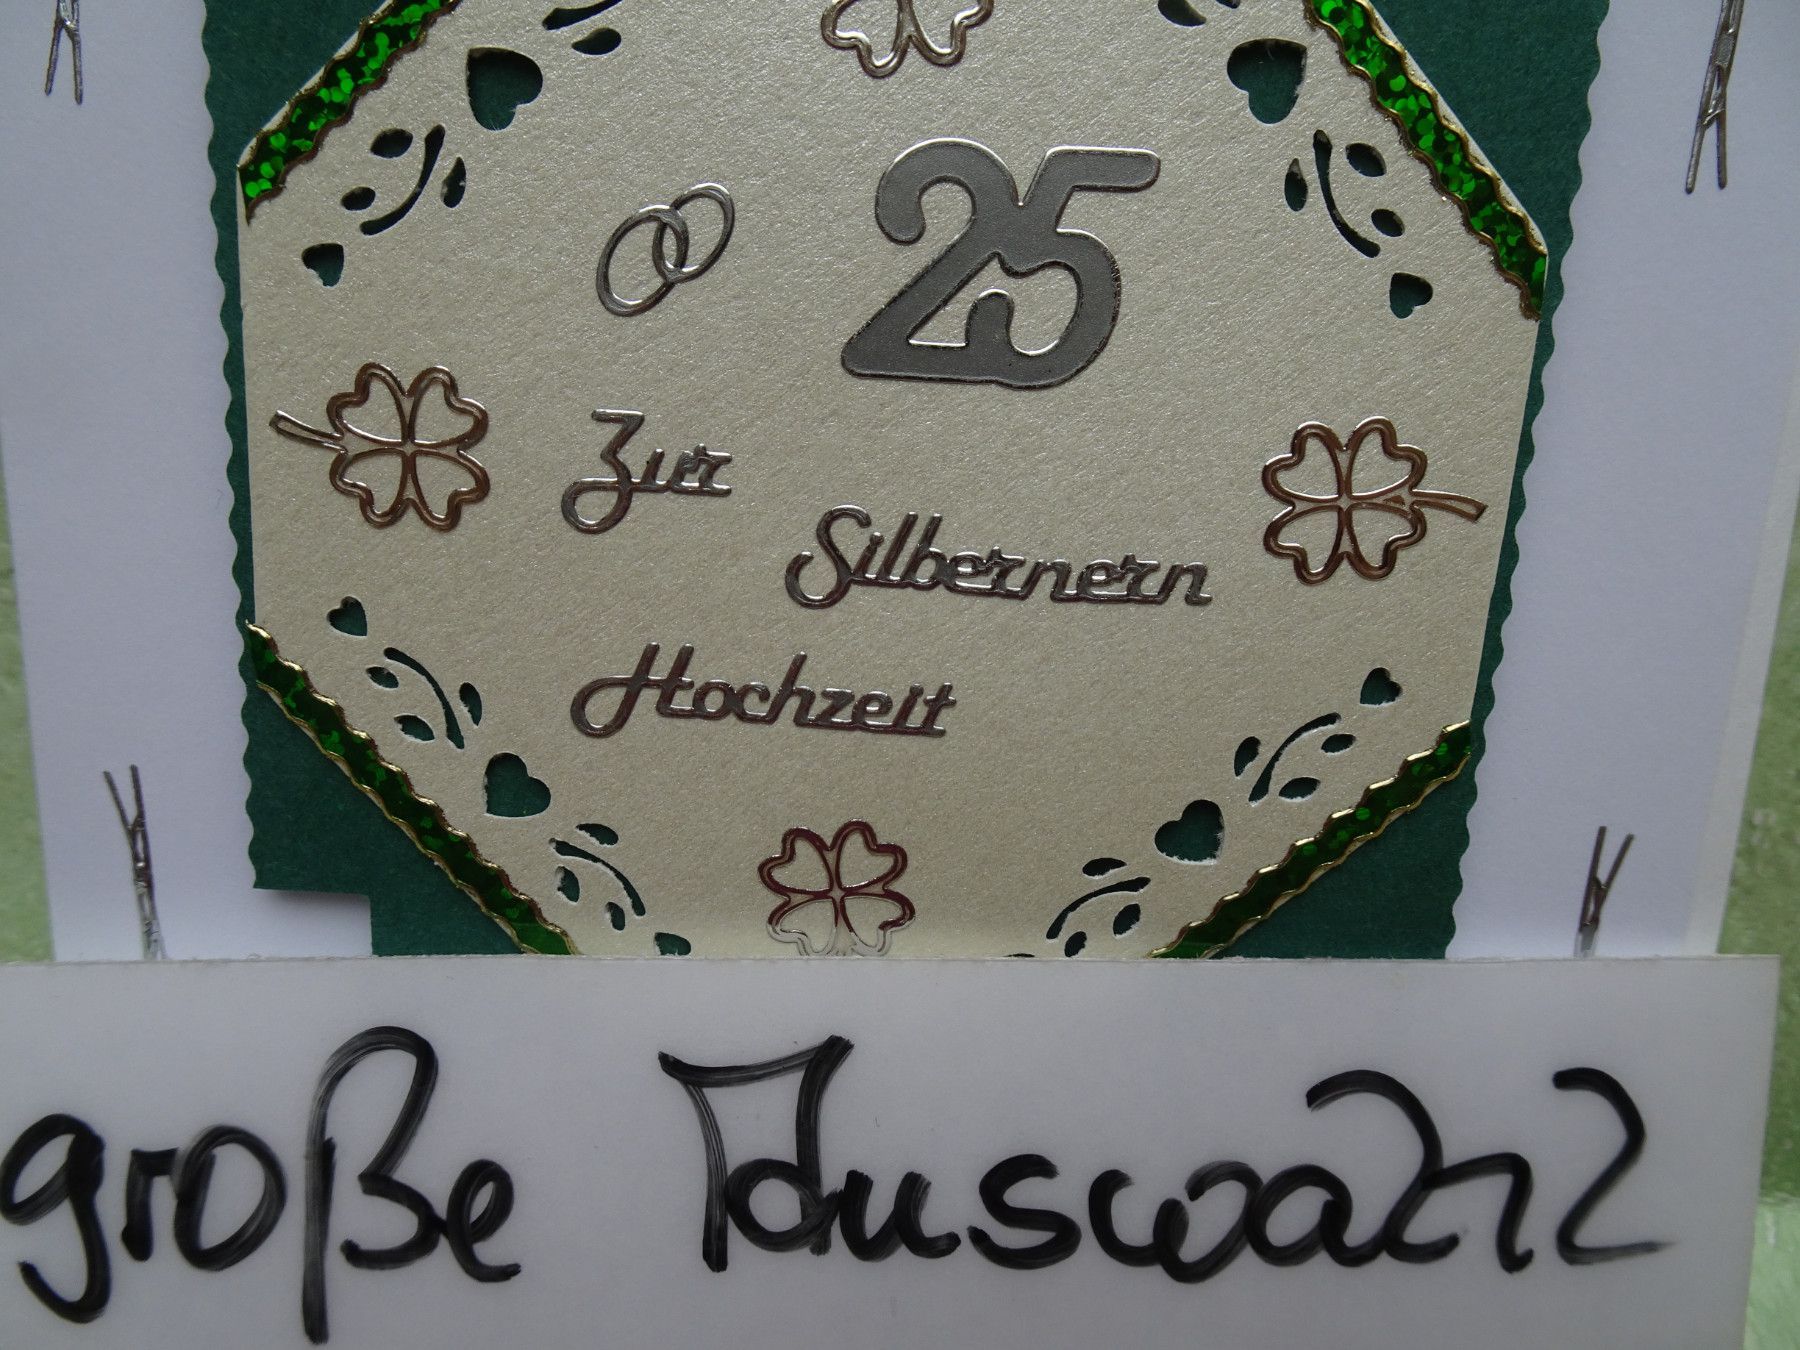 25
Zur
Silbernern
Hochzeit
große Auswahl